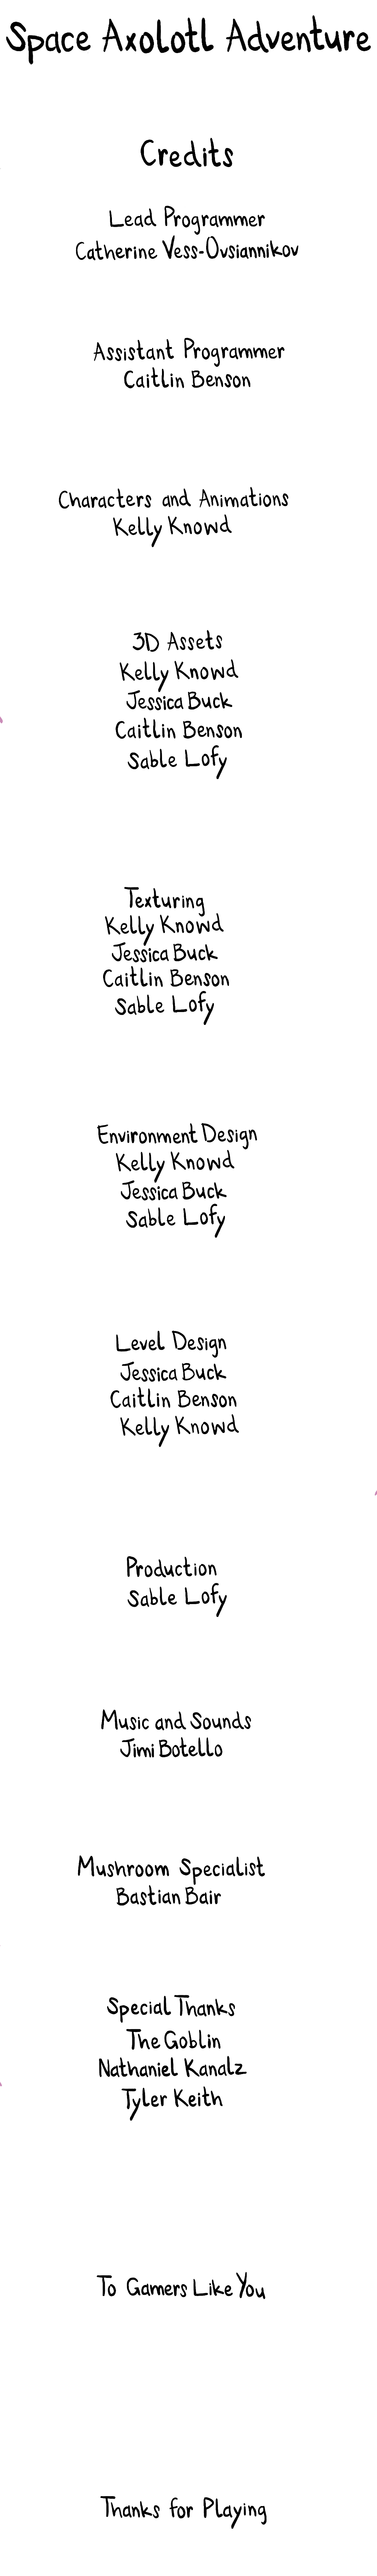 Space Axolotl Adventure
Credits
Lead Programmer
Catherine Vess-Ovsiannikov
Assistant Programmer
Caitlin Benson
Characters and Animations
Kelly Knowd
3D Assets
Kelly Knowd
Jessica Buck
Caitlin Benson
Sable Lofy
Texturing
Kelly Knowd
Jessica Buck
Caitlin Benson
Sable Lofy
Environment Design
Kelly Knowd
Jessica Buck
Sable Lofy
Level Design
Jessica Buck
Caitlin Benson
Kelly Knowd
Production
Sable Lofy
Music and Sounds
Jimi Botello
Mushroom Specialist
Bastian Bair
Special Thanks
The Goblin
Nathaniel Kanalz
Tyler Keith
To Gamers Like You
Thanks for Playing